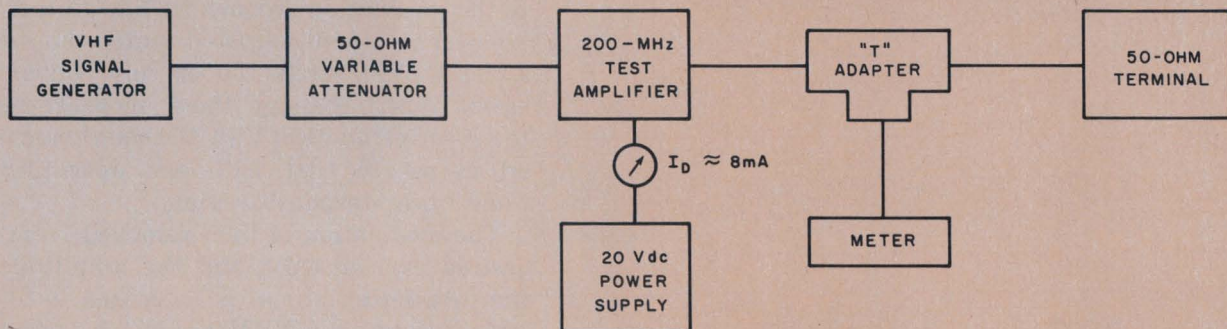 VHF
SIGNAL
GENERATOR
50-OHM
VARIABLE
ATTENUATOR
200-MHz
TEST
AMPLIFIER
"T"
ADAPTER
50-OHM
TERMINAL
I_D ≈ 8mA
METER
20 Vdc
POWER
SUPPLY